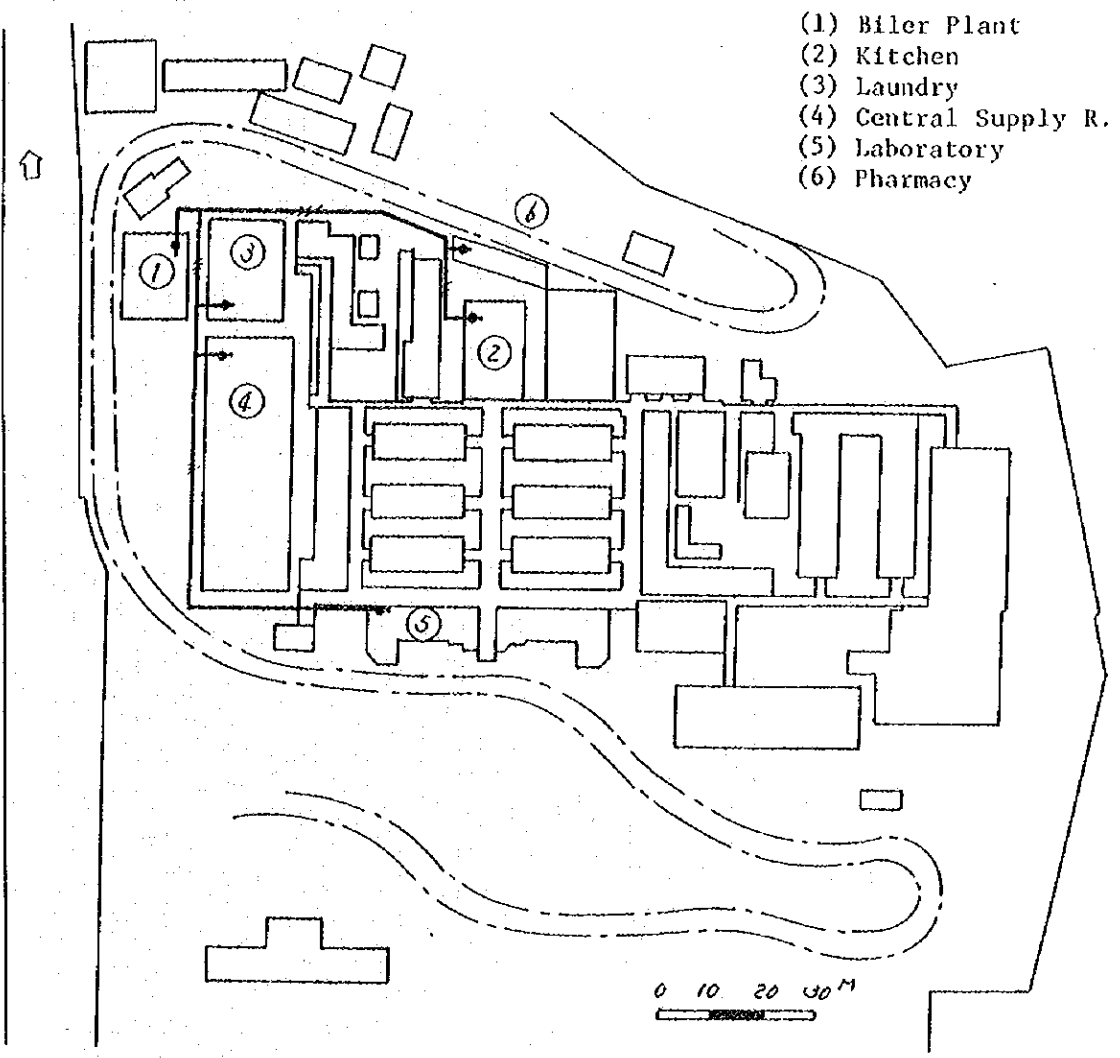 (1) Biler Plant
(2) Kitchen
(3) Laundry
(4) Central Supply R.
(5) Laboratory
(6) Pharmacy
6
3
1
2
4
5
0 10 20 30 M